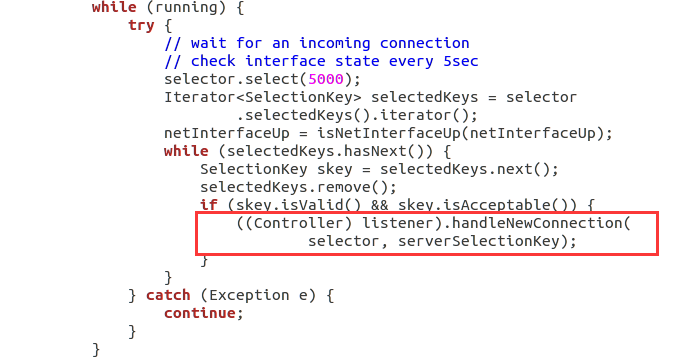 while (running) {
try {
// wait for an incoming connection
// check interface state every 5sec
selector.select(5000);
Iterator<SelectionKey> selectedKeys = selector
.selectedKeys().iterator();
netInterfaceUp = isNetInterfaceUp(netInterfaceUp);
while (selectedKeys.hasNext()) {
SelectionKey skey = selectedKeys.next();
selectedKeys.remove();
if (skey.isValid() && skey.isAcceptable()) {
((Controller) listener).handleNewConnection(
selector, serverSelectionKey);
}
}
} catch (Exception e) {
continue;
}
}